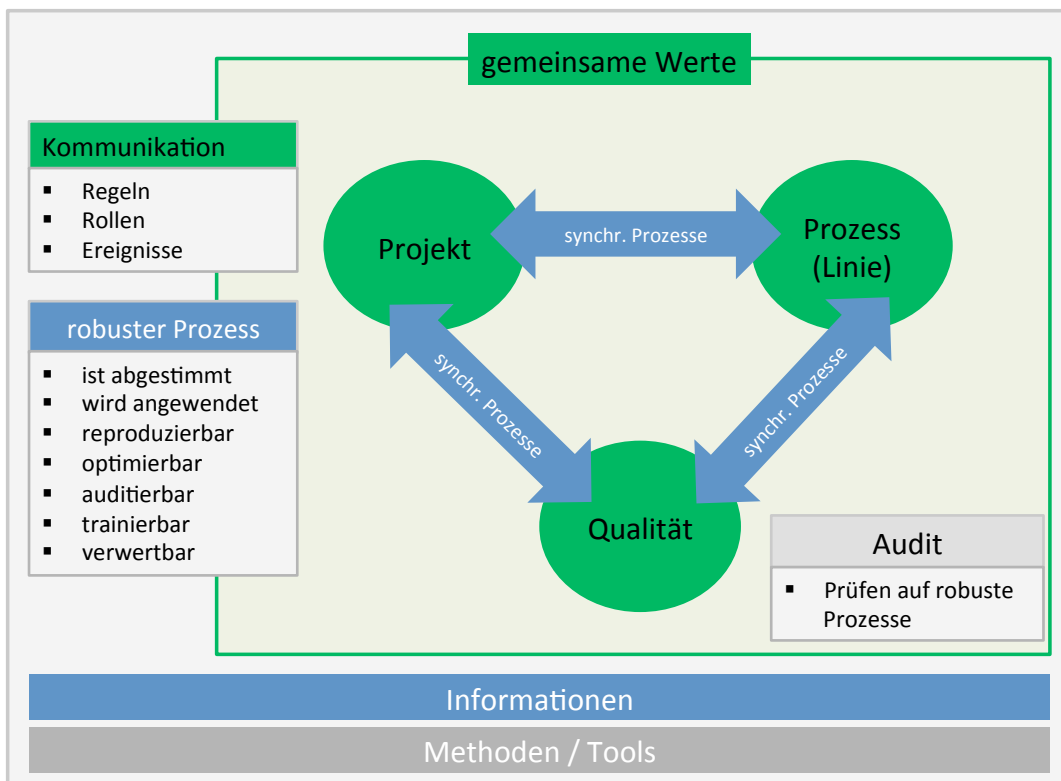 gemeinsame Werte
Kommunikation
▪ Regeln
▪ Rollen
▪ Ereignisse
robuster Prozess
▪ ist abgestimmt
▪ wird angewendet
▪ reproduzierbar
▪ optimierbar
▪ auditierbar
▪ trainierbar
▪ verwertbar
Projekt
synchr. Prozesse
Prozess
(Linie)
synchr. Prozesse
synchr. Prozesse
Qualität
Audit
▪ Prüfen auf robuste
Prozesse
Informationen
Methoden / Tools